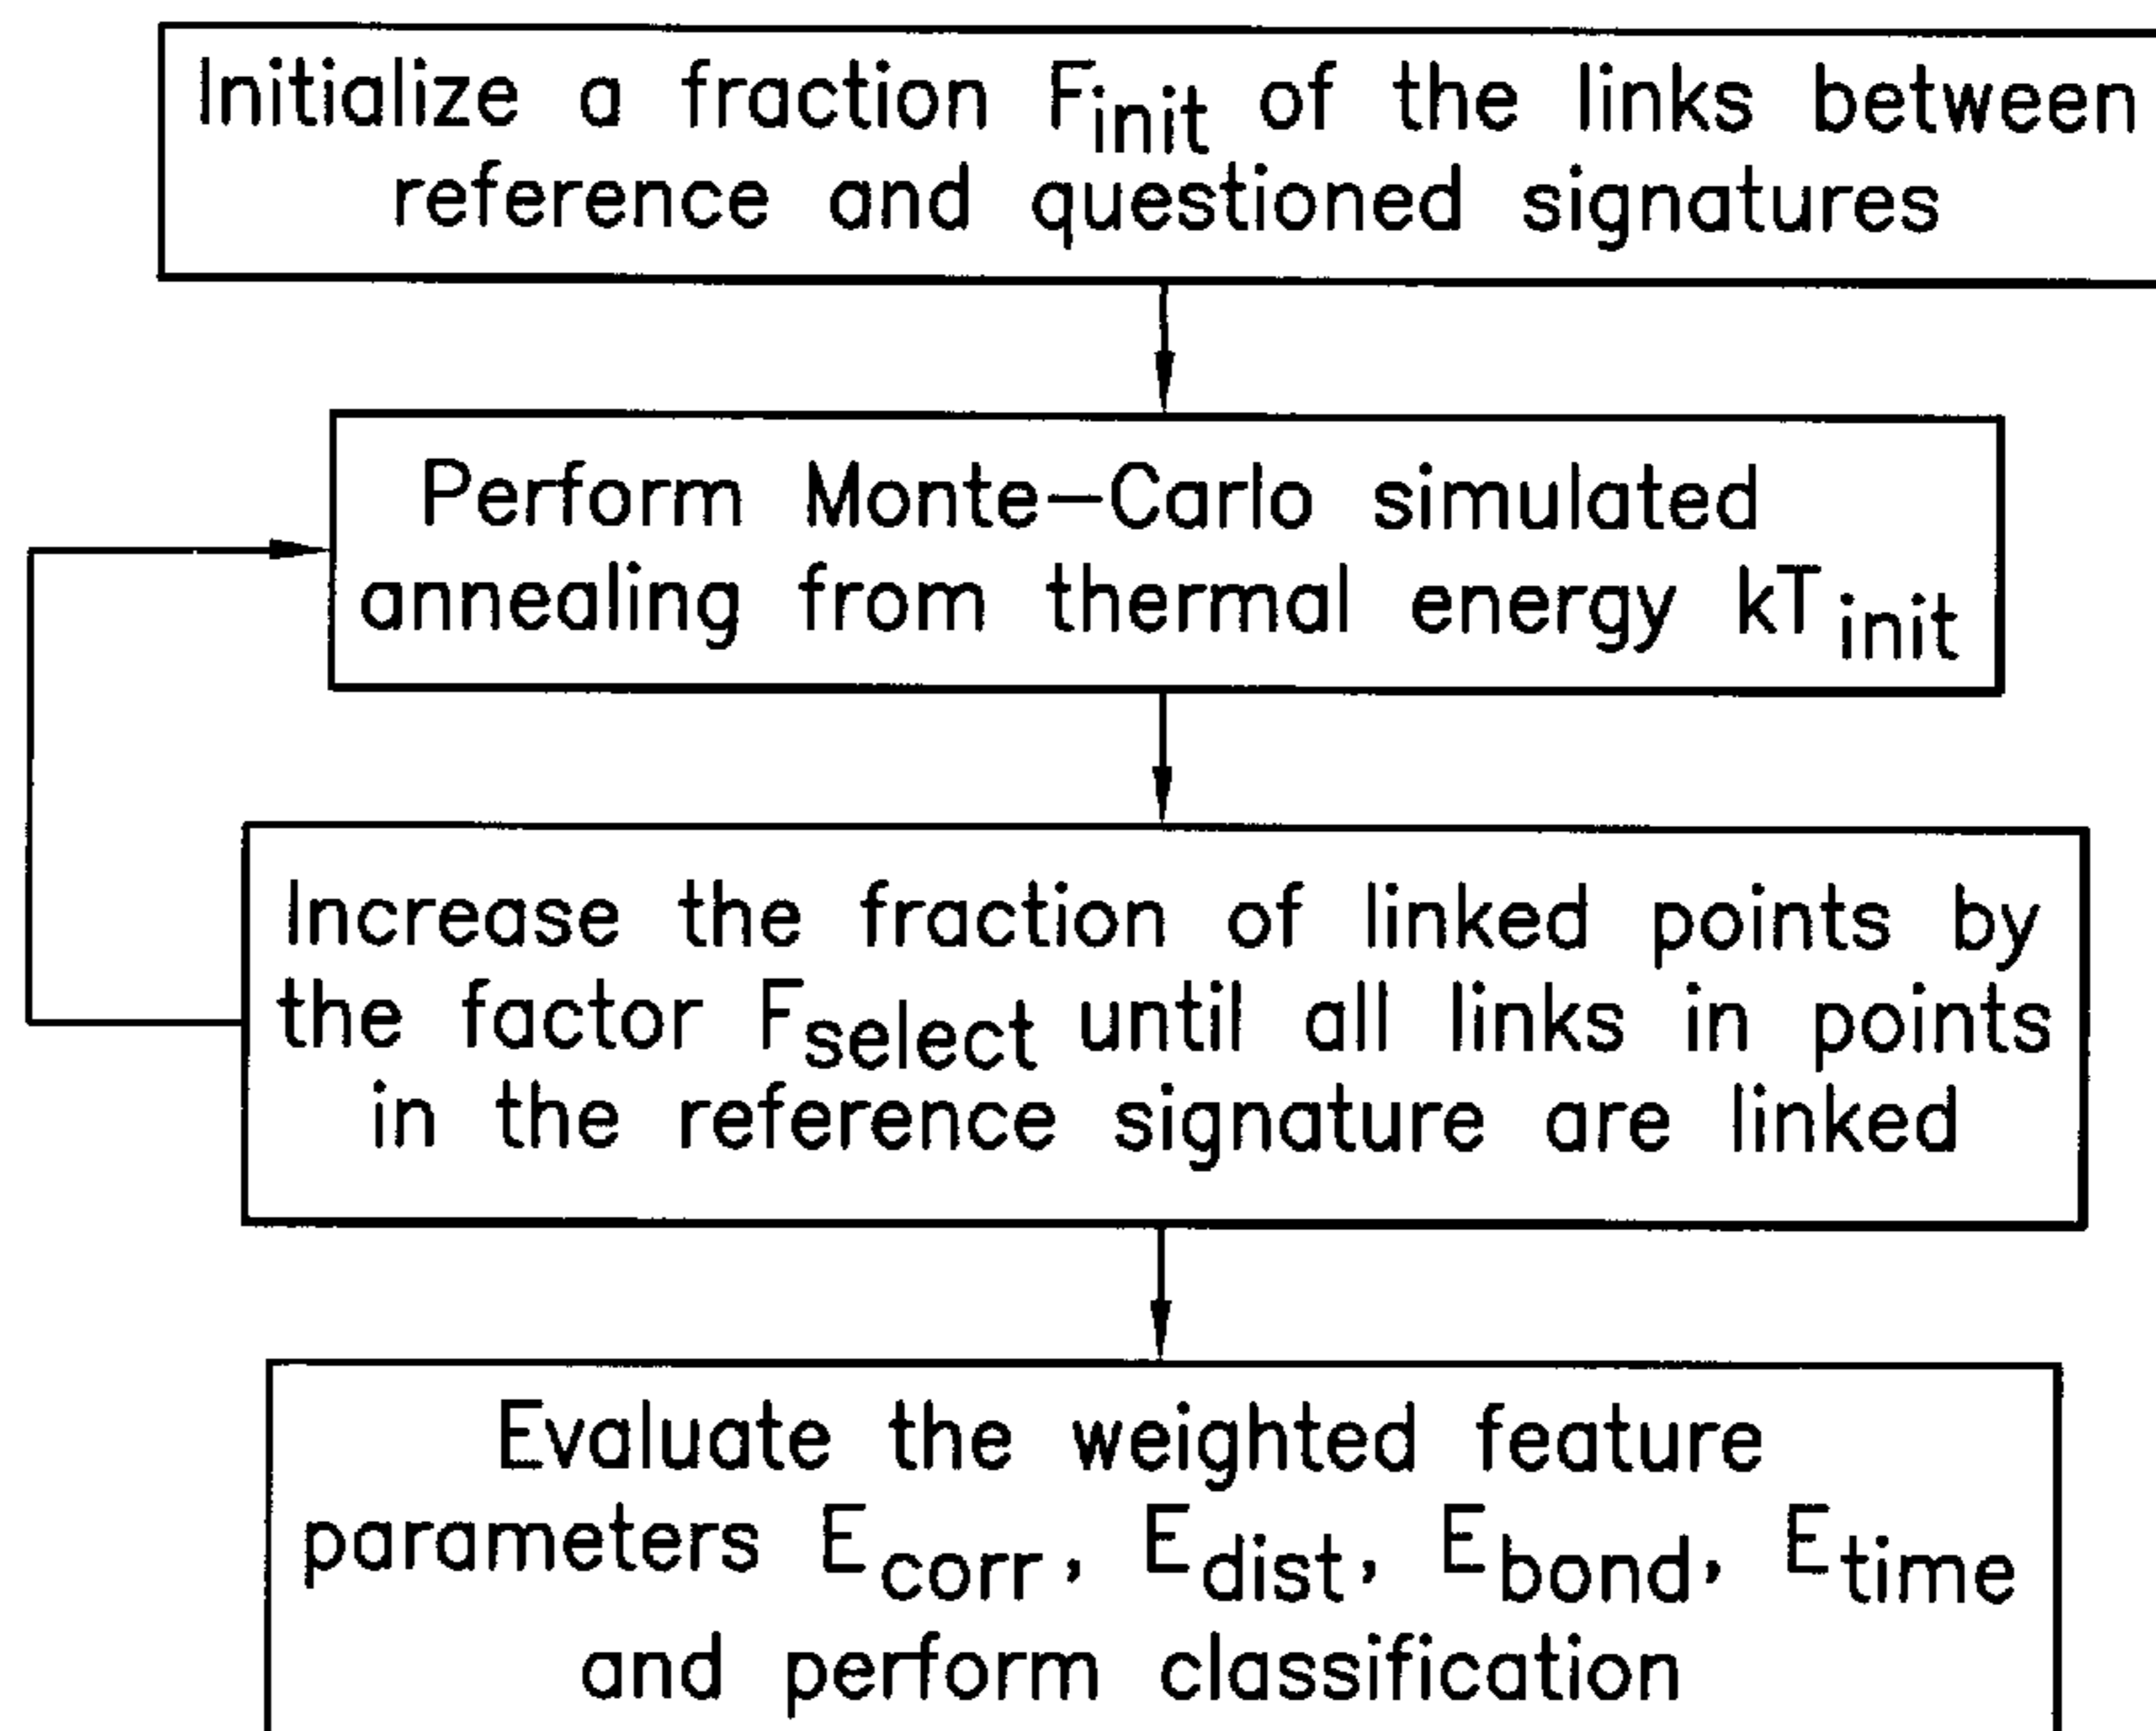 Initialize a fraction Finit of the links between
reference and questioned signatures
Perform Monte-Carlo simulated
annealing from thermal energy kTinit
Increase the fraction of linked points by
the factor Fselect until all links in points
in the reference signature are linked
Evaluate the weighted feature
parameters Ecorr, Edist, Ebond, Etime
and perform classification